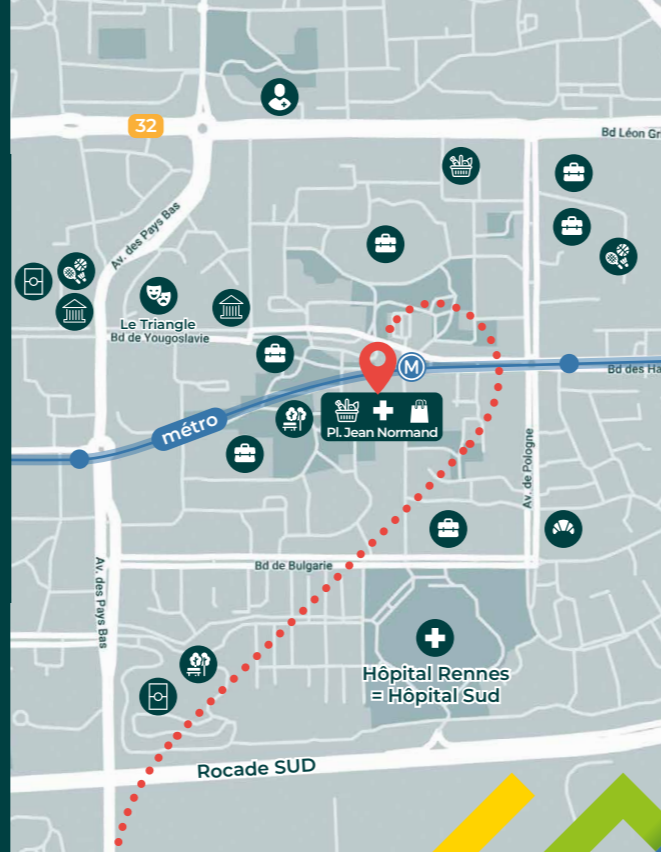 32
Bd Léon Gr
Av. des Pays Bas
Le Triangle
Bd de Yougoslavie
M
Bd des Ha
métro
Pl. Jean Normand
Av. de Pologne
Bd de Bulgarie
Av. des Pays Bas
Hôpital Rennes
= Hôpital Sud
Rocade SUD